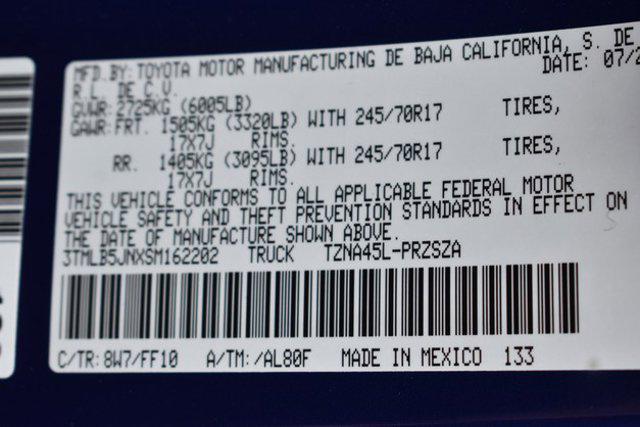 MFD. BY: TOYOTA MOTOR MANUFACTURING DE BAJA CALIFORNIA, S. DE
R.L. DE C.V. DATE: 07/2
GVWR: 2725KG (6005LB)
GAWR: FRT. 1505KG (3320LB) WITH 245/70R17 TIRES,
17X7J RIMS.
RR. 1405KG (3095LB) WITH 245/70R17 TIRES,
17X7J RIMS.
THIS VEHICLE CONFORMS TO ALL APPLICABLE FEDERAL MOTOR
VEHICLE SAFETY AND THEFT PREVENTION STANDARDS IN EFFECT ON
THE DATE OF MANUFACTURE SHOWN ABOVE.
3TMLB5JNXSM162202 TRUCK TZNA45L-PRZSZA
C/TR: 8W7/FF10 A/TM: /AL80F MADE IN MEXICO 133